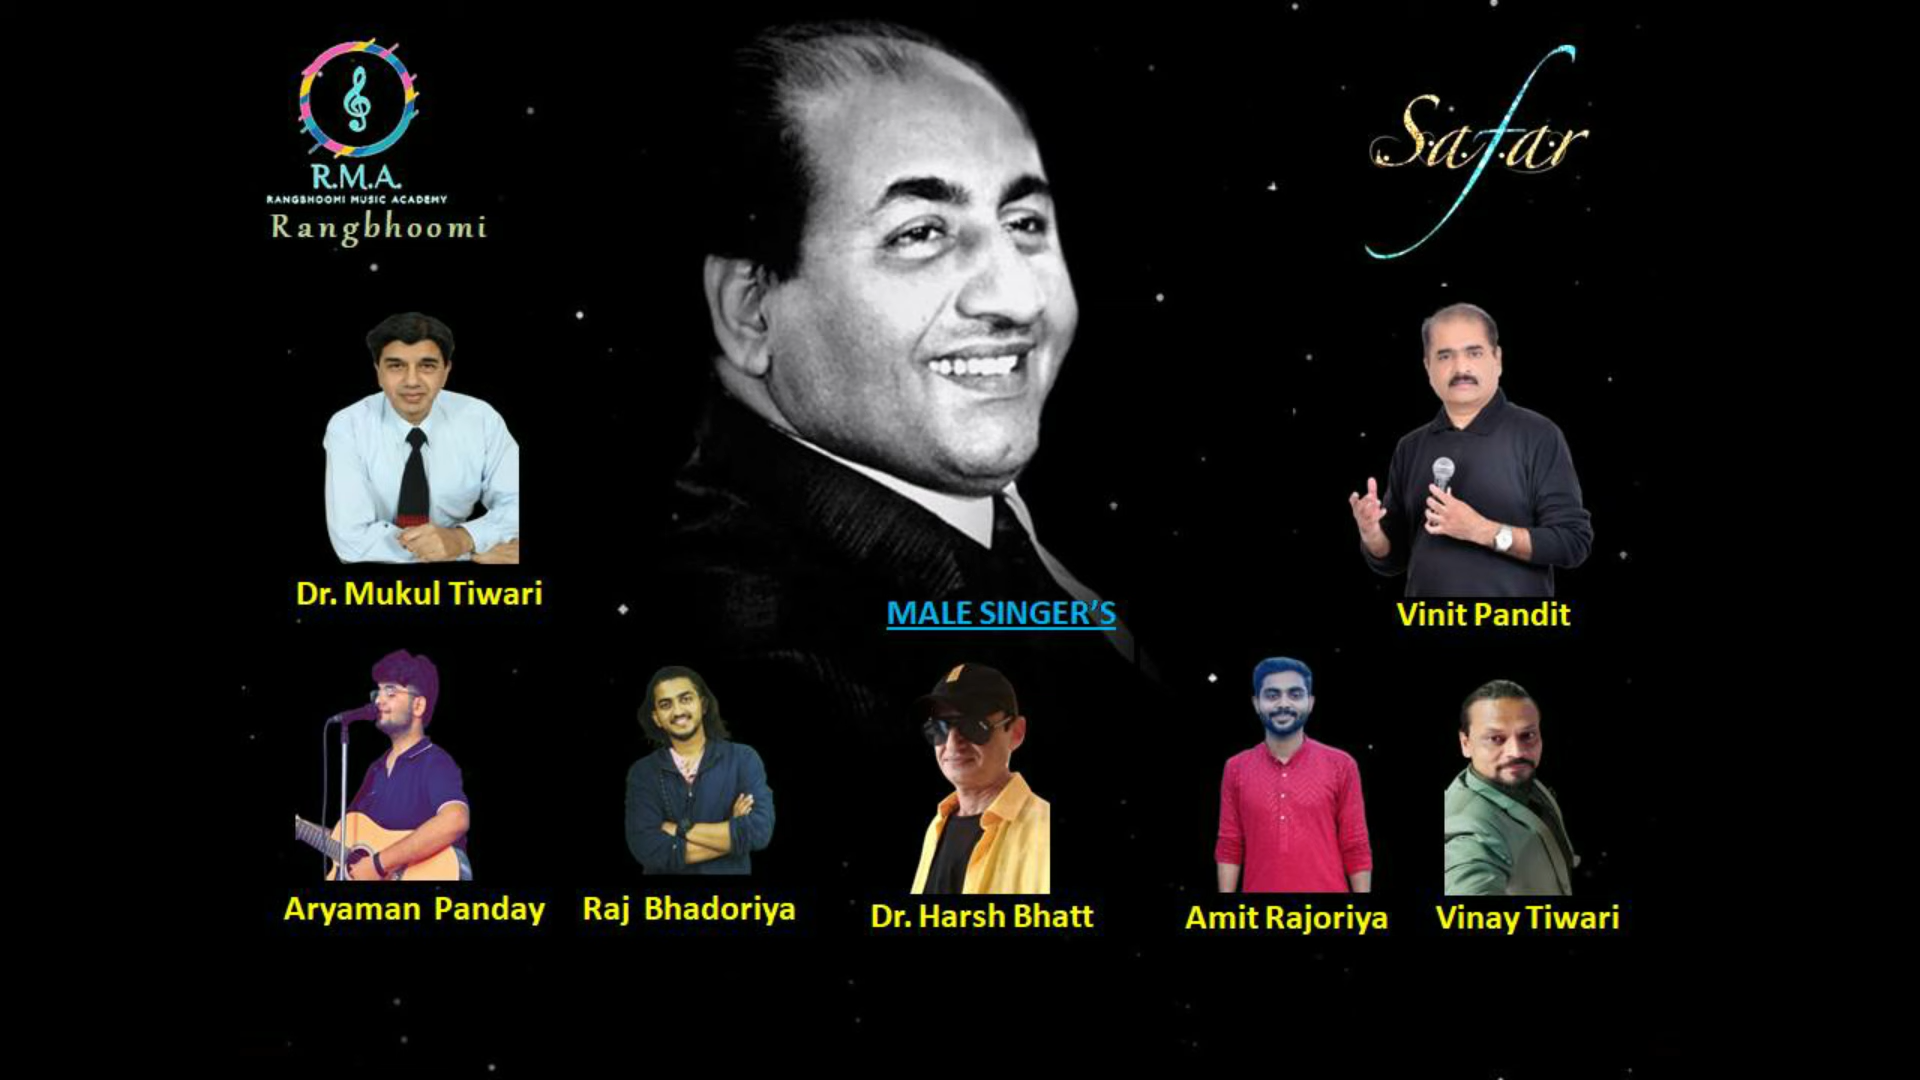 R.M.A.
RANGBHOOMI MUSIC ACADEMY
Rangbhoomi
Safar
Dr. Mukul Tiwari
MALE SINGER’S
Vinit Pandit
Aryaman Panday
Raj Bhadoriya
Dr. Harsh Bhatt
Amit Rajoriya
Vinay Tiwari